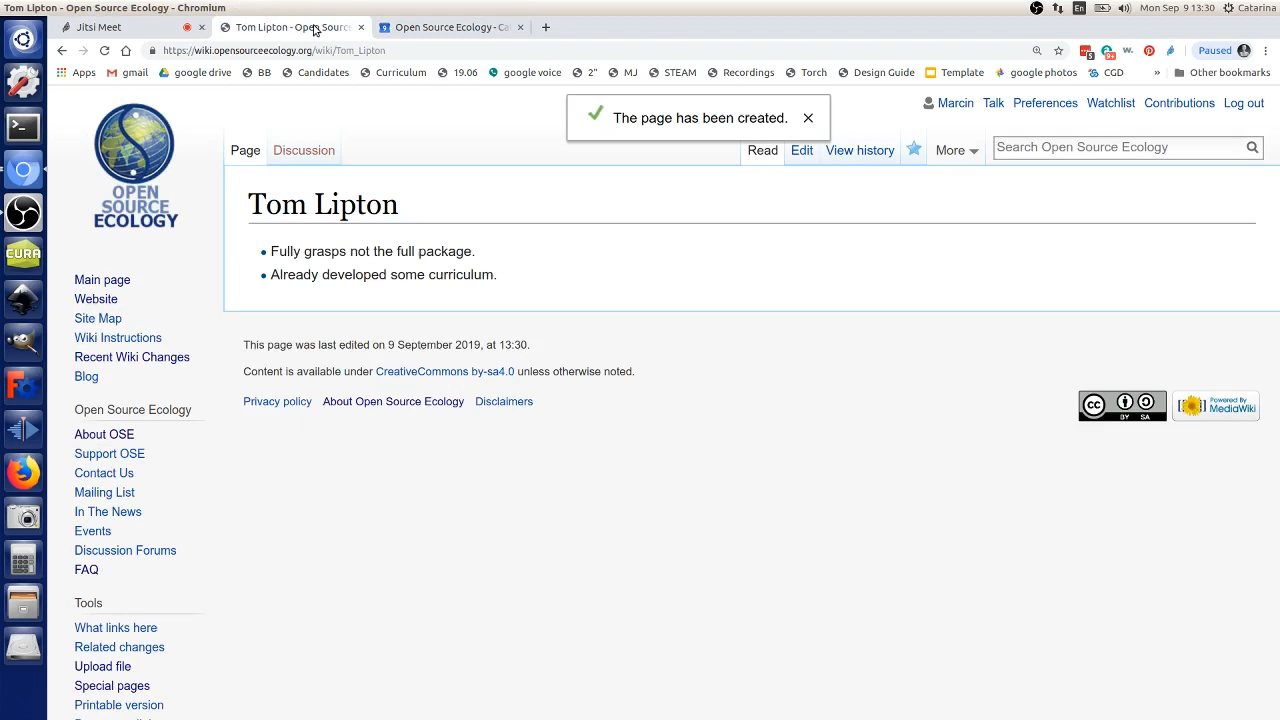 Tom Lipton - Open Source Ecology - Chromium
En
Mon Sep 9 13:30
Catarina
Jitsi Meet
Tom Lipton - Open Source
Open Source Ecology - Ca
https://wiki.opensourceecology.org/wiki/Tom_Lipton
Paused
Apps
gmail
google drive
BB
Candidates
Curriculum
19.06
google voice
2"
MJ
STEAM
Recordings
Torch
Design Guide
Template
google photos
CGD
»
Other bookmarks
Marcin
Talk
Preferences
Watchlist
Contributions
Log out
The page has been created.
Page
Discussion
Read
Edit
View history
More
Search Open Source Ecology
OPEN
SOURCE
ECOLOGY
Tom Lipton
Fully grasps not the full package.
Already developed some curriculum.
This page was last edited on 9 September 2019, at 13:30.
Content is available under CreativeCommons by-sa4.0 unless otherwise noted.
Privacy policy
About Open Source Ecology
Disclaimers
CC
BY SA
Powered By
MediaWiki
Main page
Website
Site Map
Wiki Instructions
Recent Wiki Changes
Blog
Open Source Ecology
About OSE
Support OSE
Contact Us
Mailing List
In The News
Events
Discussion Forums
FAQ
Tools
What links here
Related changes
Upload file
Special pages
Printable version
CURA